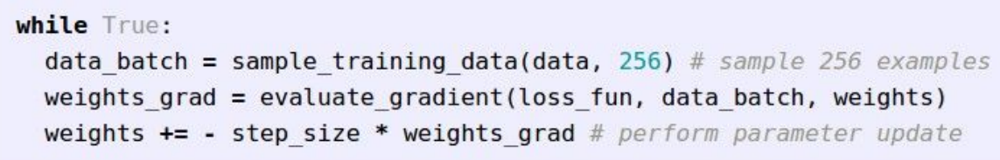 while True:
  data_batch = sample_training_data(data, 256) # sample 256 examples
  weights_grad = evaluate_gradient(loss_fun, data_batch, weights)
  weights += - step_size * weights_grad # perform parameter update